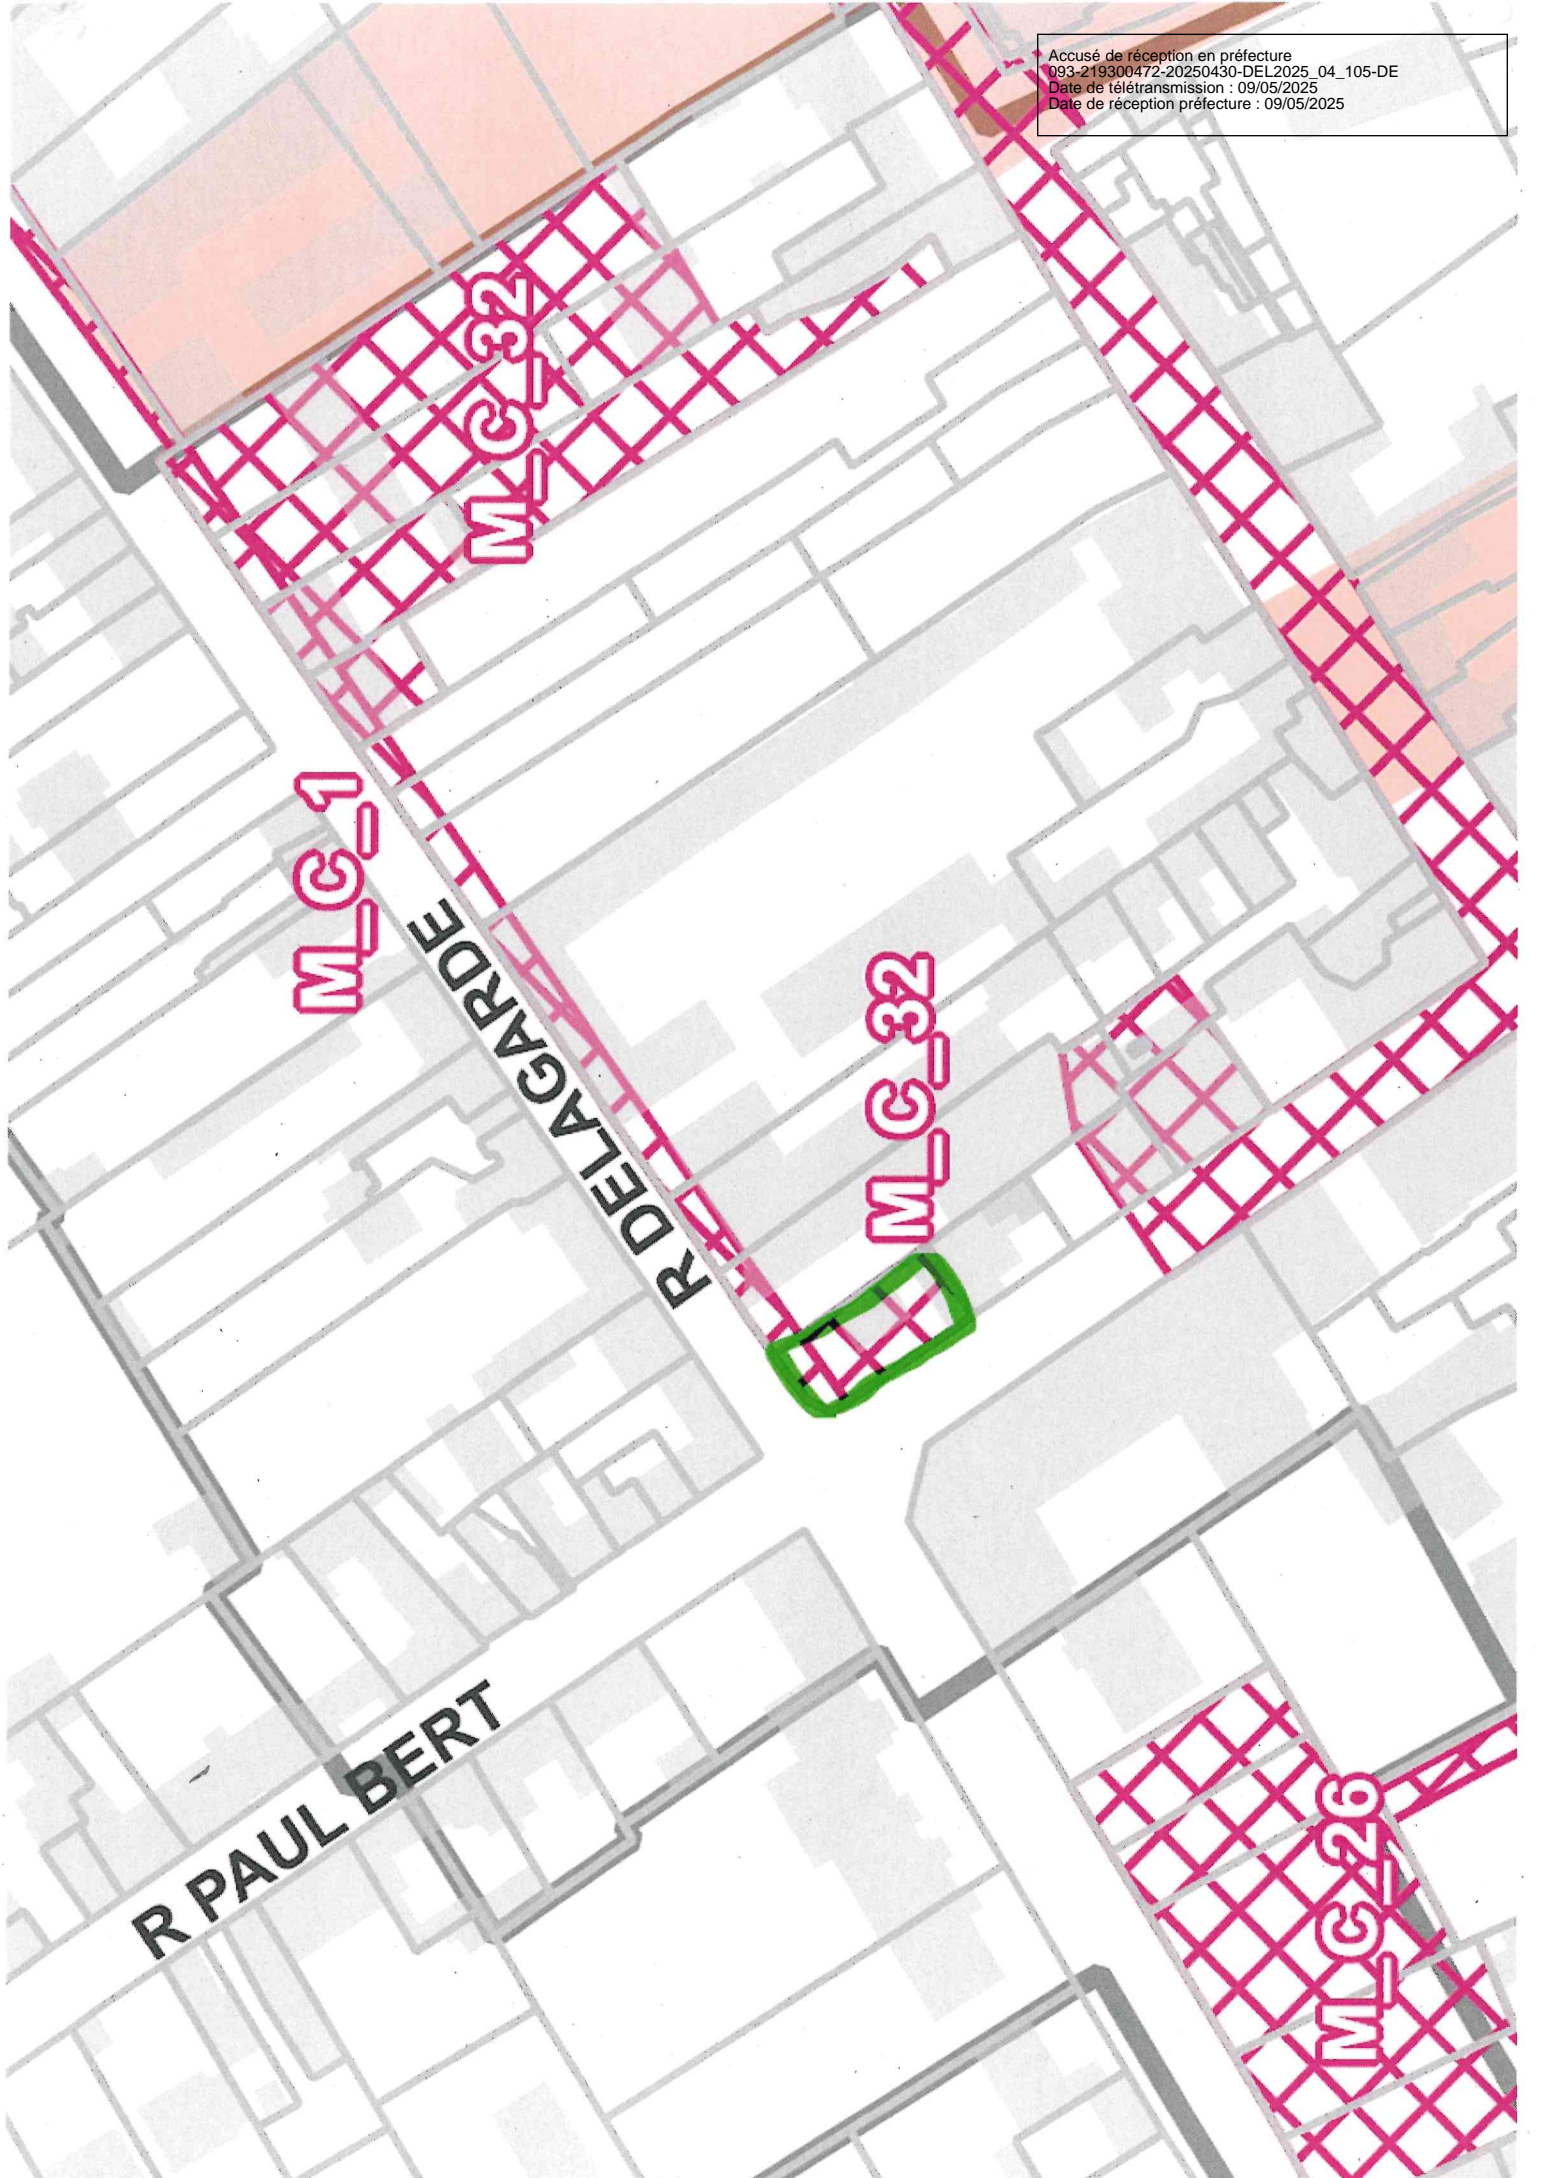 Accusé de réception en préfecture
093-219300472-20250430-DEL2025_04_105-DE
Date de télétransmission : 09/05/2025
Date de réception préfecture : 09/05/2025
M_C_32
M_C_1
R DELAGARDE
M_C_32
R PAUL BERT
M_C_26